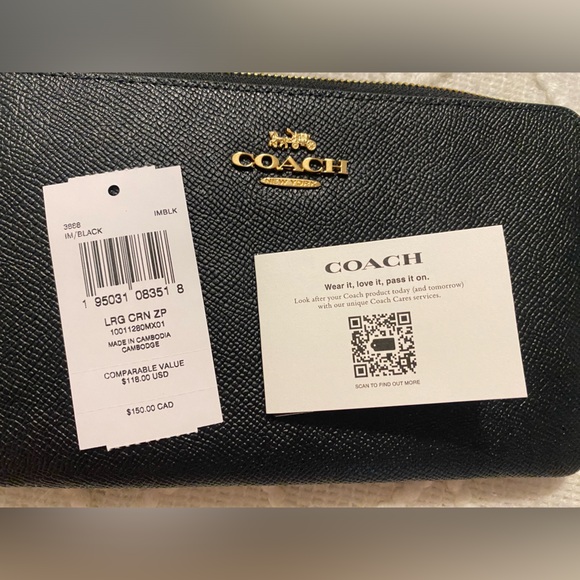 COACH
NEW YORK
3888 IMBLK
IM/BLACK
1 95031 08351 8
LRG CRN ZP
10011280MX01
MADE IN CAMBODIA
CAMBODGE
COMPARABLE VALUE
$118.00 USD
$150.00 CAD
COACH
Wear it, love it, pass it on.
Look after your Coach product today (and tomorrow)
with our unique Coach Cares services.
SCAN TO FIND OUT MORE